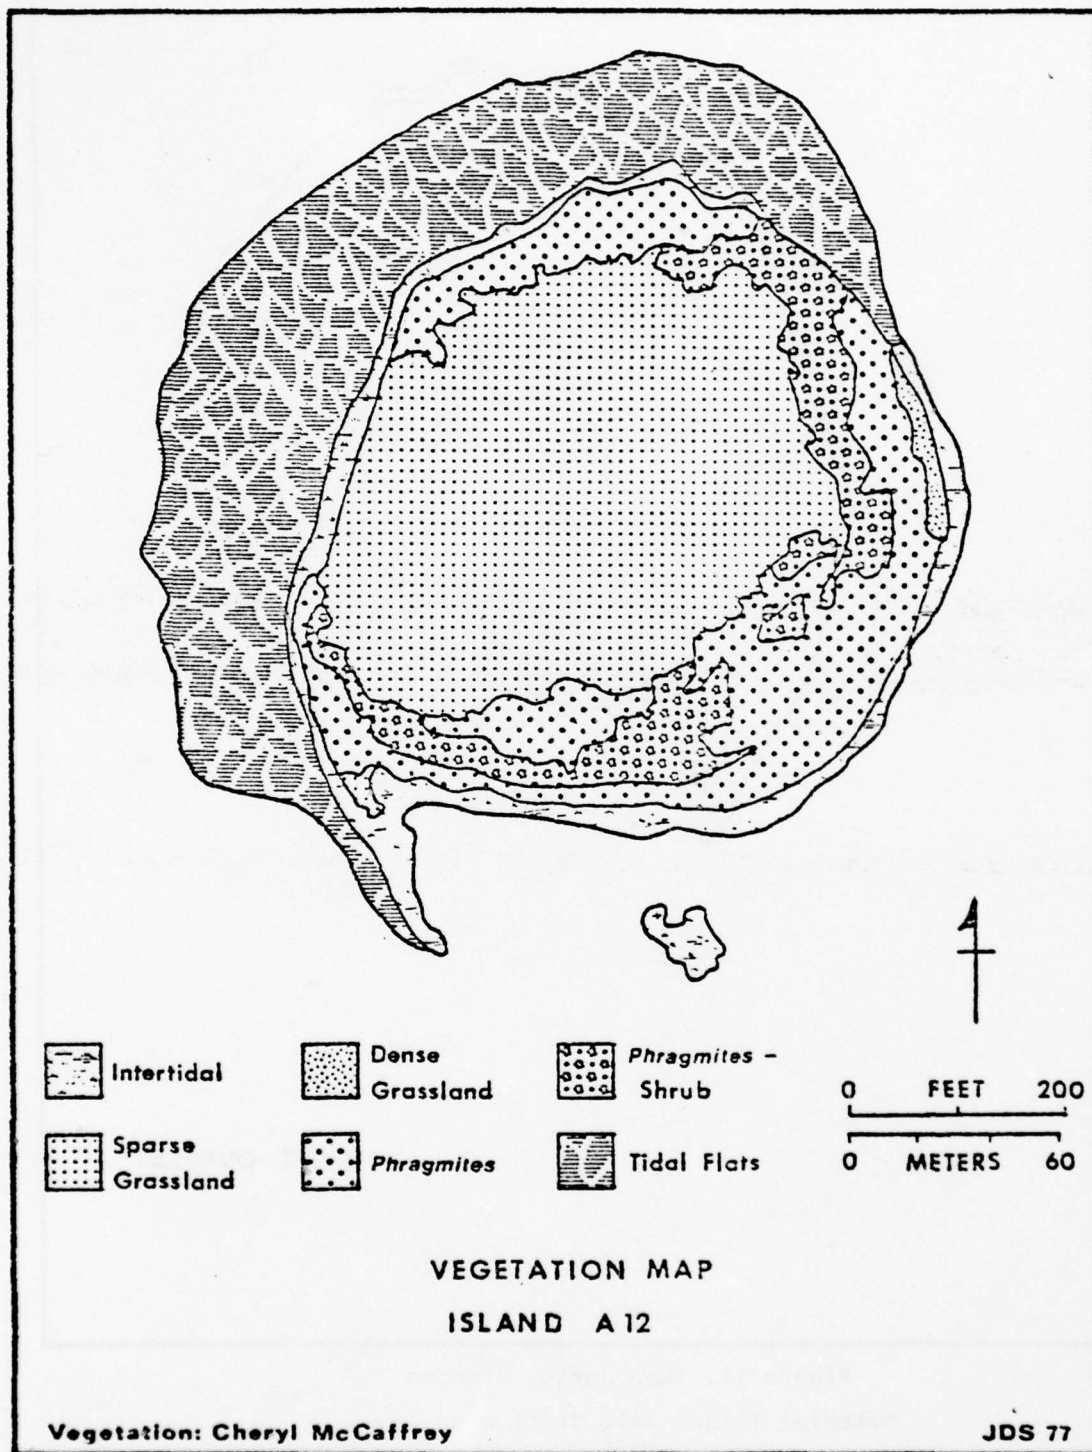 Intertidal
Dense
Grassland
Phragmites –
Shrub
Sparse
Grassland
Phragmites
Tidal Flats
0 FEET 200
0 METERS 60
VEGETATION MAP
ISLAND A 12
Vegetation: Cheryl McCaffrey
JDS 77